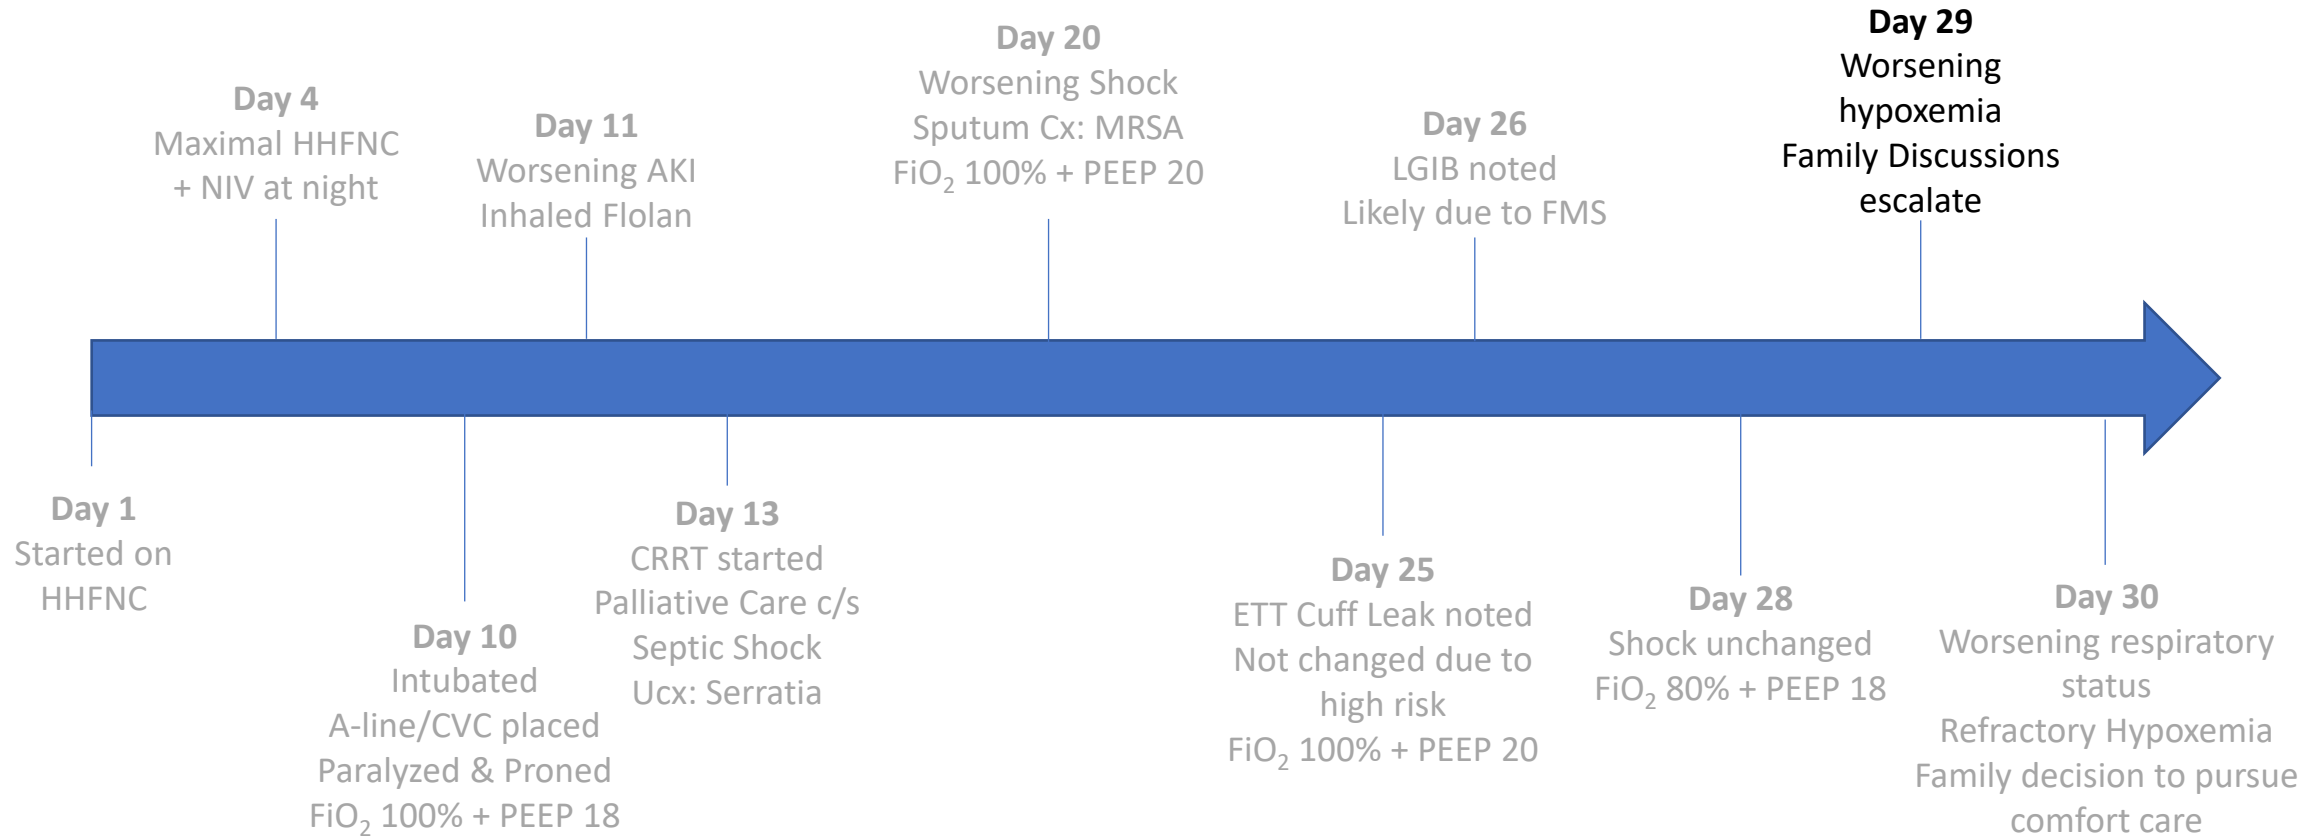 Day 1
Started on
HHFNC
Day 4
Maximal HHFNC
+ NIV at night
Day 10
Intubated
A-line/CVC placed
Paralyzed & Proned
FiO₂ 100% + PEEP 18
Day 11
Worsening AKI
Inhaled Flolan
Day 13
CRRT started
Palliative Care c/s
Septic Shock
Ucx: Serratia
Day 20
Worsening Shock
Sputum Cx: MRSA
FiO₂ 100% + PEEP 20
Day 25
ETT Cuff Leak noted
Not changed due to
high risk
FiO₂ 100% + PEEP 20
Day 26
LGIB noted
Likely due to FMS
Day 28
Shock unchanged
FiO₂ 80% + PEEP 18
Day 29
Worsening
hypoxemia
Family Discussions
escalate
Day 30
Worsening respiratory
status
Refractory Hypoxemia
Family decision to pursue
comfort care